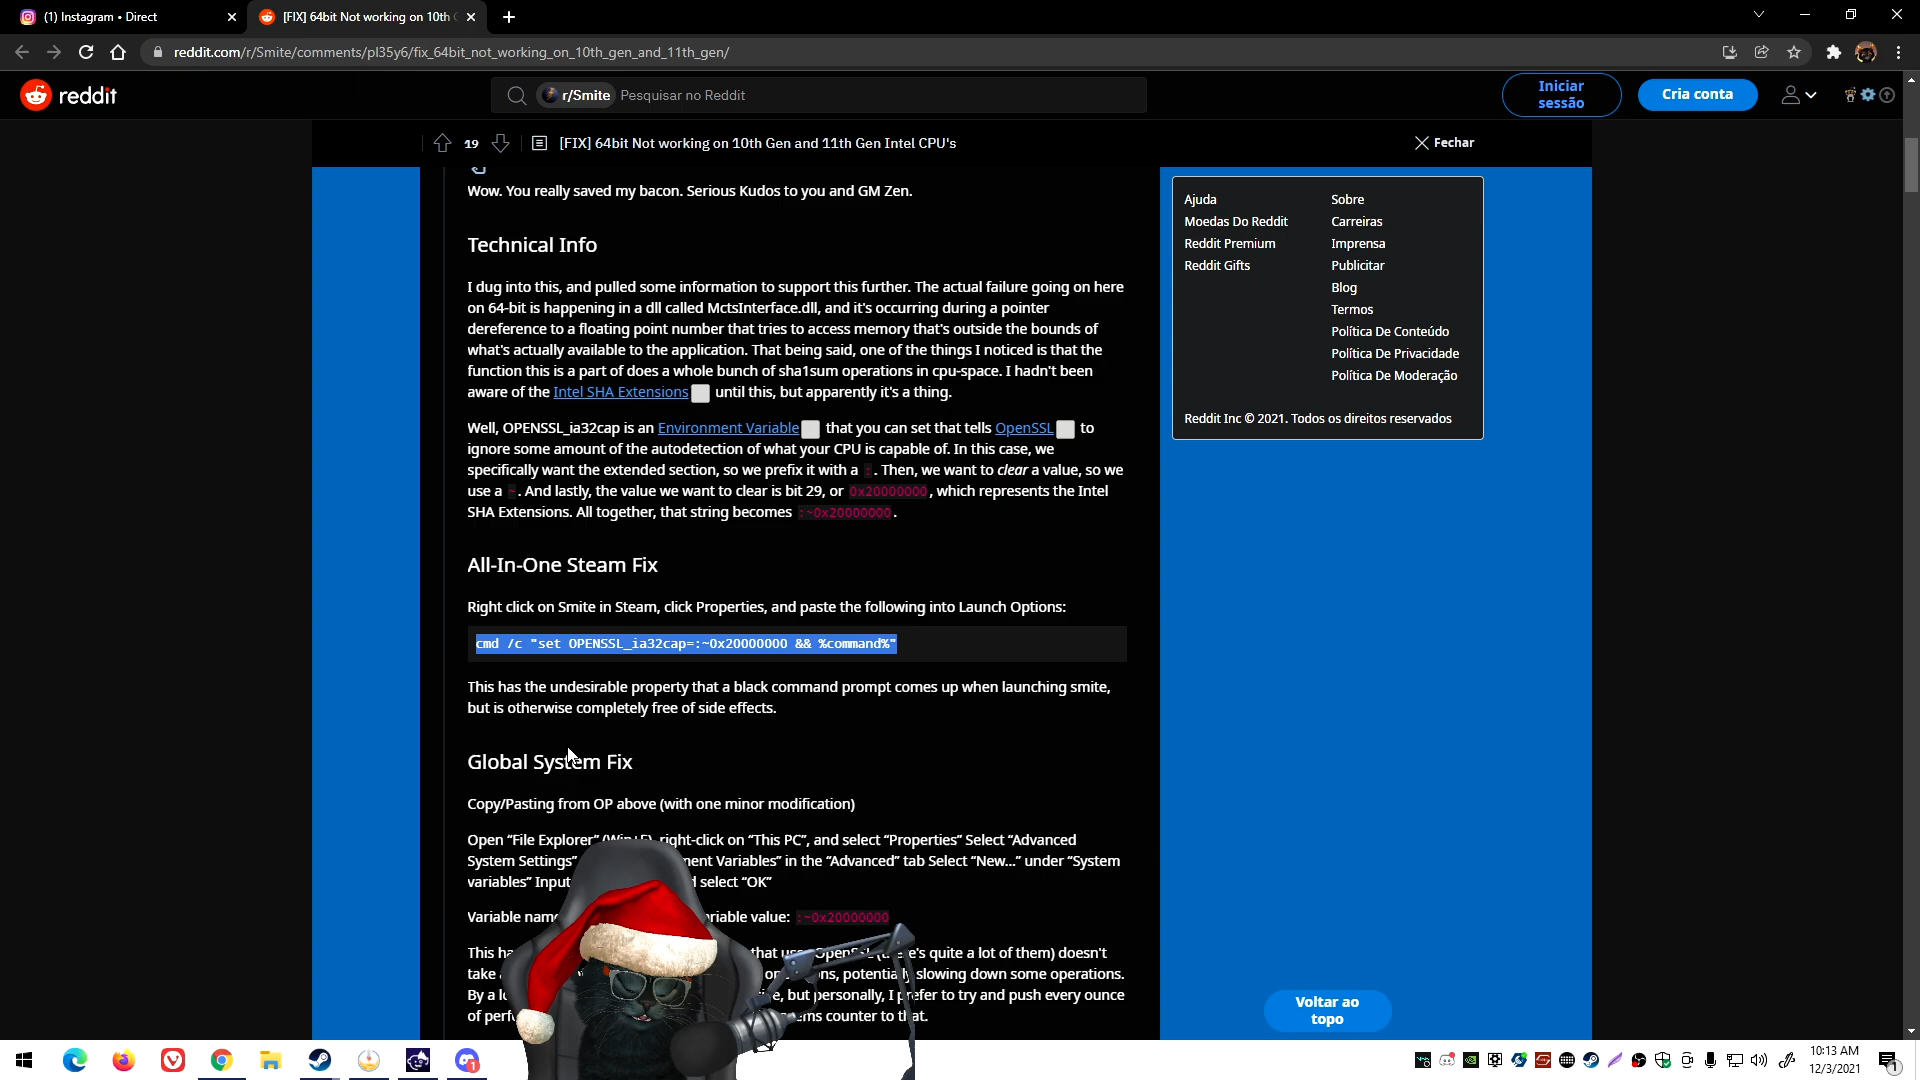 (1) Instagram • Direct
[FIX] 64bit Not working on 10th
reddit.com/r/Smite/comments/pl35y6/fix_64bit_not_working_on_10th_gen_and_11th_gen/
reddit
r/Smite Pesquisar no Reddit
Iniciar sessão
Cria conta
19
[FIX] 64bit Not working on 10th Gen and 11th Gen Intel CPU's
Fechar
Wow. You really saved my bacon. Serious Kudos to you and GM Zen.
Technical Info
I dug into this, and pulled some information to support this further. The actual failure going on here
on 64-bit is happening in a dll called MctsInterface.dll, and it's occurring during a pointer
dereference to a floating point number that tries to access memory that's outside the bounds of
what's actually available to the application. That being said, one of the things I noticed is that the
function this is a part of does a whole bunch of sha1sum operations in cpu-space. I hadn't been
aware of the Intel SHA Extensions until this, but apparently it's a thing.
Well, OPENSSL_ia32cap is an Environment Variable that you can set that tells OpenSSL to
ignore some amount of the autodetection of what your CPU is capable of. In this case, we
specifically want the extended section, so we prefix it with a : . Then, we want to clear a value, so we
use a ~ . And lastly, the value we want to clear is bit 29, or 0x20000000 , which represents the Intel
SHA Extensions. All together, that string becomes :~0x20000000 .
All-In-One Steam Fix
Right click on Smite in Steam, click Properties, and paste the following into Launch Options:
cmd /c "set OPENSSL_ia32cap=:~0x20000000 && %command%"
This has the undesirable property that a black command prompt comes up when launching smite,
but is otherwise completely free of side effects.
Global System Fix
Copy/Pasting from OP above (with one minor modification)
Open “File Explorer” (Win+E), right-click on “This PC”, and select “Properties” Select “Advanced
System Settings” Variables” in the “Advanced” tab Select “New...” under “System
variables” Input select “OK”
Variable value: :~0x20000000
This that OpenSSL quite a lot of them) doesn't
take potentially slowing down some operations.
By a but personally, I prefer to try and push every ounce
of counter to that.
Ajuda
Moedas Do Reddit
Reddit Premium
Reddit Gifts
Sobre
Carreiras
Imprensa
Publicitar
Blog
Termos
Política De Conteúdo
Política De Privacidade
Política De Moderação
Reddit Inc © 2021. Todos os direitos reservados
Voltar ao topo
10:13 AM
12/3/2021